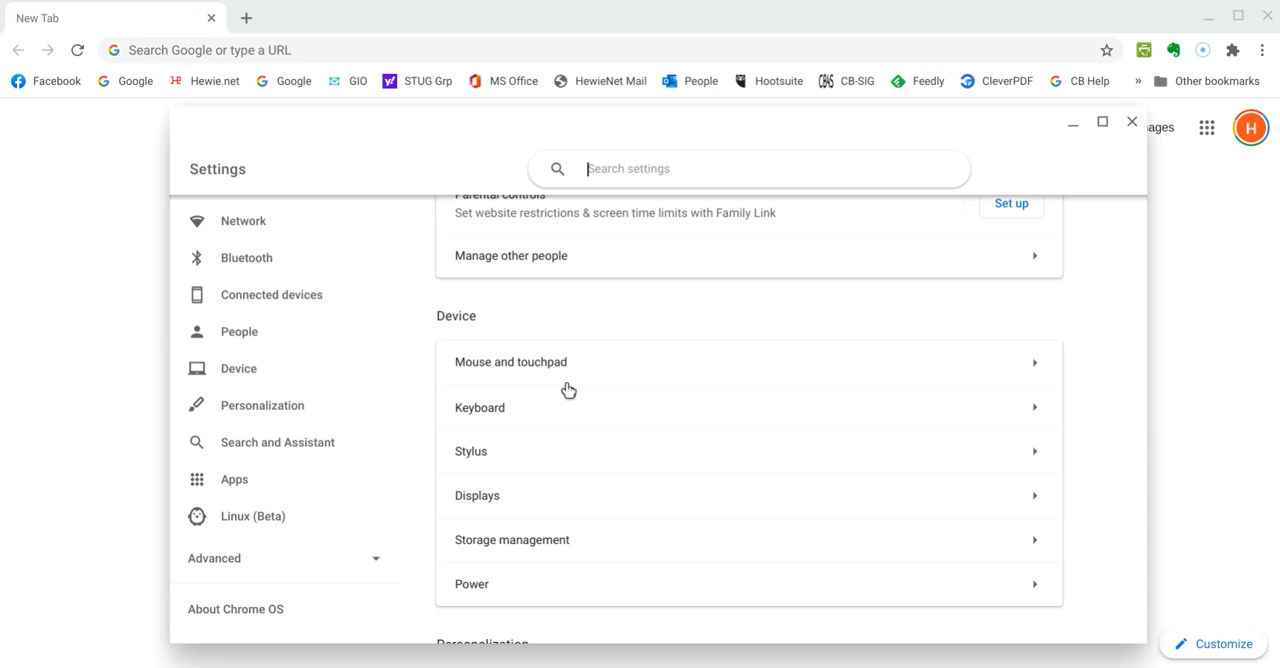 New Tab
Search Google or type a URL
Facebook Google Hewie.net Google GIO STUG Grp MS Office HewieNet Mail People Hootsuite CB-SIG Feedly CleverPDF CB Help » Other bookmarks
ages H
Settings Search settings
Parental controls
Set website restrictions & screen time limits with Family Link
Set up
Manage other people
Network
Bluetooth
Connected devices
People
Device
Personalization
Search and Assistant
Apps
Linux (Beta)
Advanced
About Chrome OS
Device
Mouse and touchpad
Keyboard
Stylus
Displays
Storage management
Power
Personalization
Customize